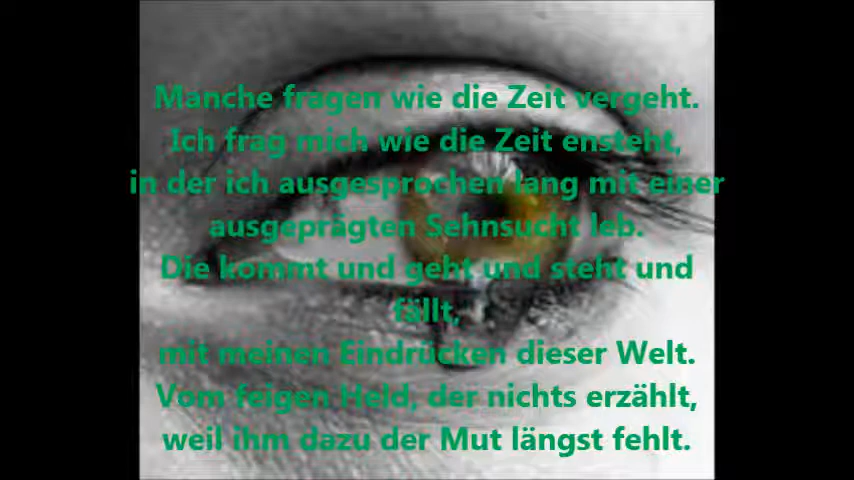 Manche fragen wie die Zeit vergeht.
Ich frag mich wie die Zeit ensteht,
in der ich ausgesprochen lang mit einer
ausgeprägten Sehnsucht leb.
Die kommt und geht und steht und
fällt,
mit meinen Eindrücken dieser Welt.
Vom feigen Held, der nichts erzählt,
weil ihm dazu der Mut längst fehlt.